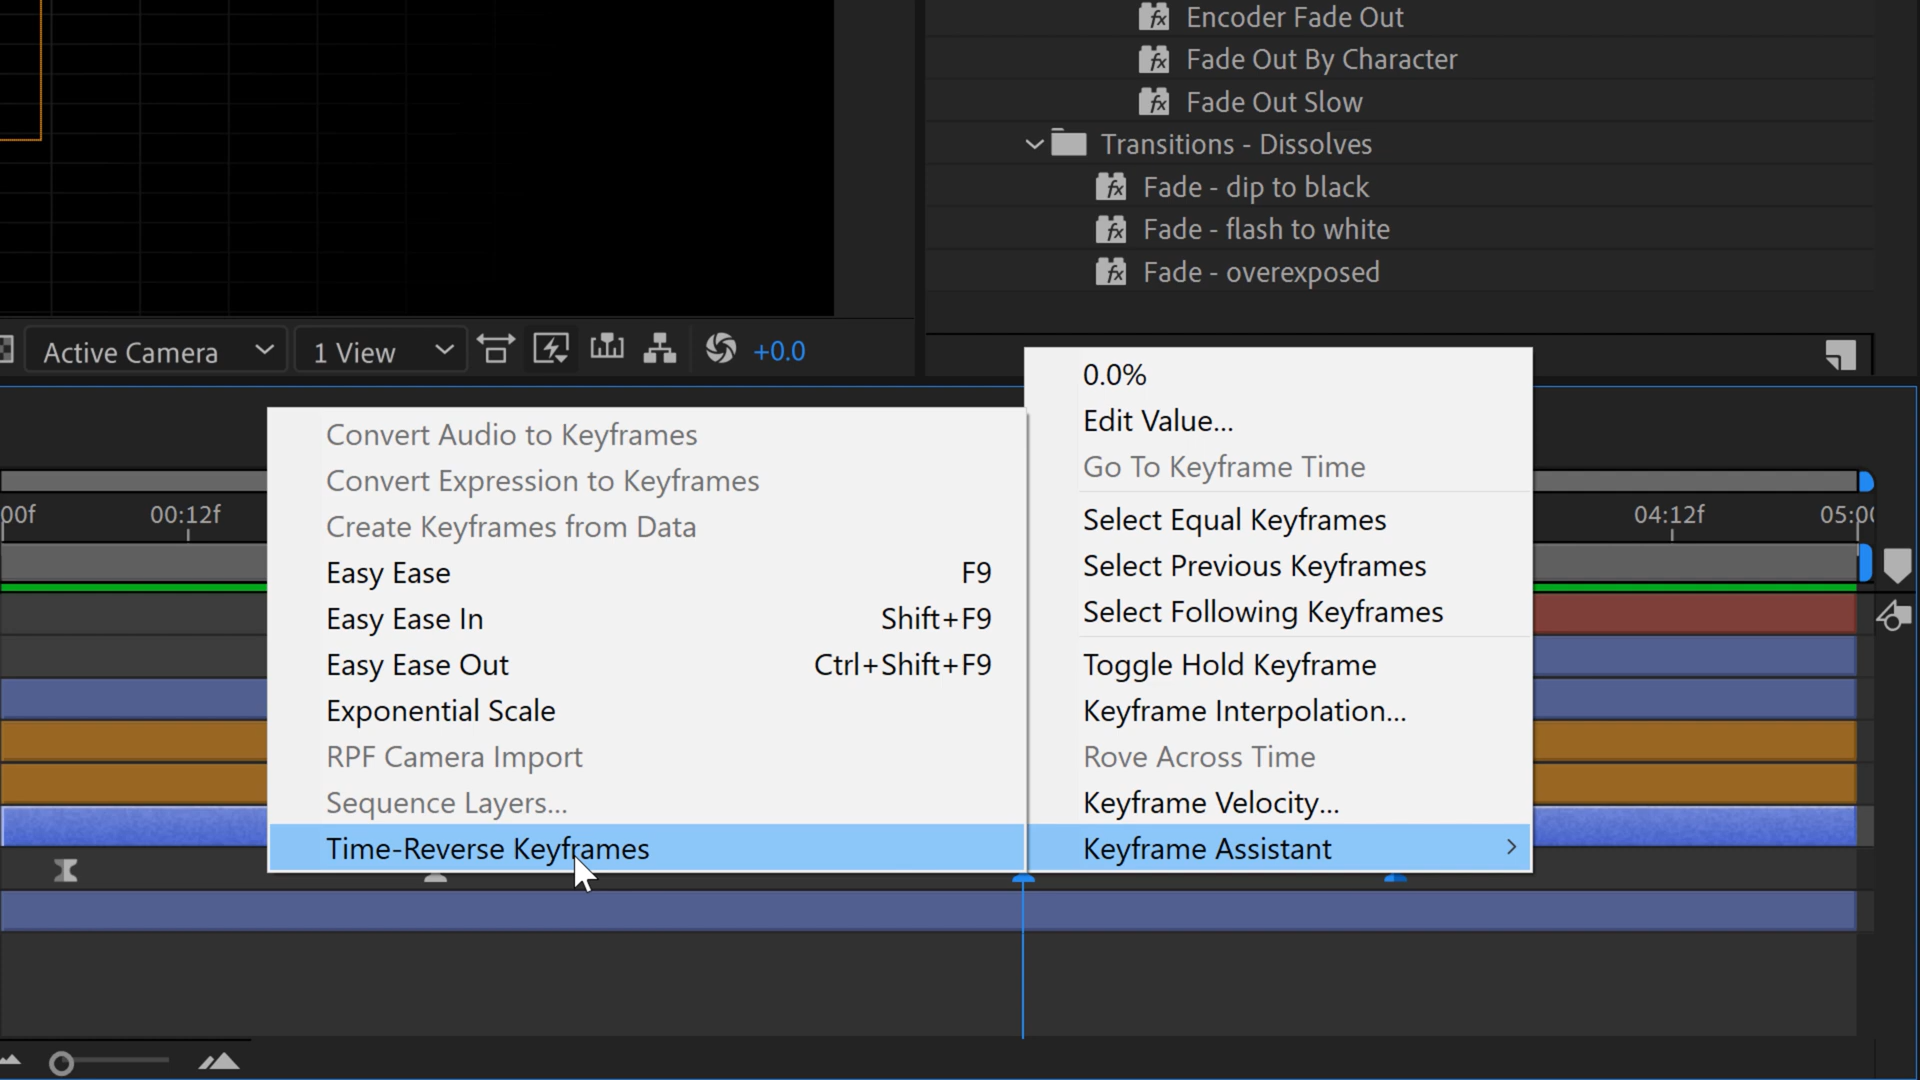 Encoder Fade Out
Fade Out By Character
Fade Out Slow
Transitions - Dissolves
Fade - dip to black
Fade - flash to white
Fade - overexposed
Active Camera
1 View
+0.0
0.0%
Edit Value...
Go To Keyframe Time
Select Equal Keyframes
Select Previous Keyframes
Select Following Keyframes
Toggle Hold Keyframe
Keyframe Interpolation...
Rove Across Time
Keyframe Velocity...
Keyframe Assistant
Convert Audio to Keyframes
Convert Expression to Keyframes
Create Keyframes from Data
Easy Ease F9
Easy Ease In Shift+F9
Easy Ease Out Ctrl+Shift+F9
Exponential Scale
RPF Camera Import
Sequence Layers...
Time-Reverse Keyframes
00f 00:12f 04:12f 05:00